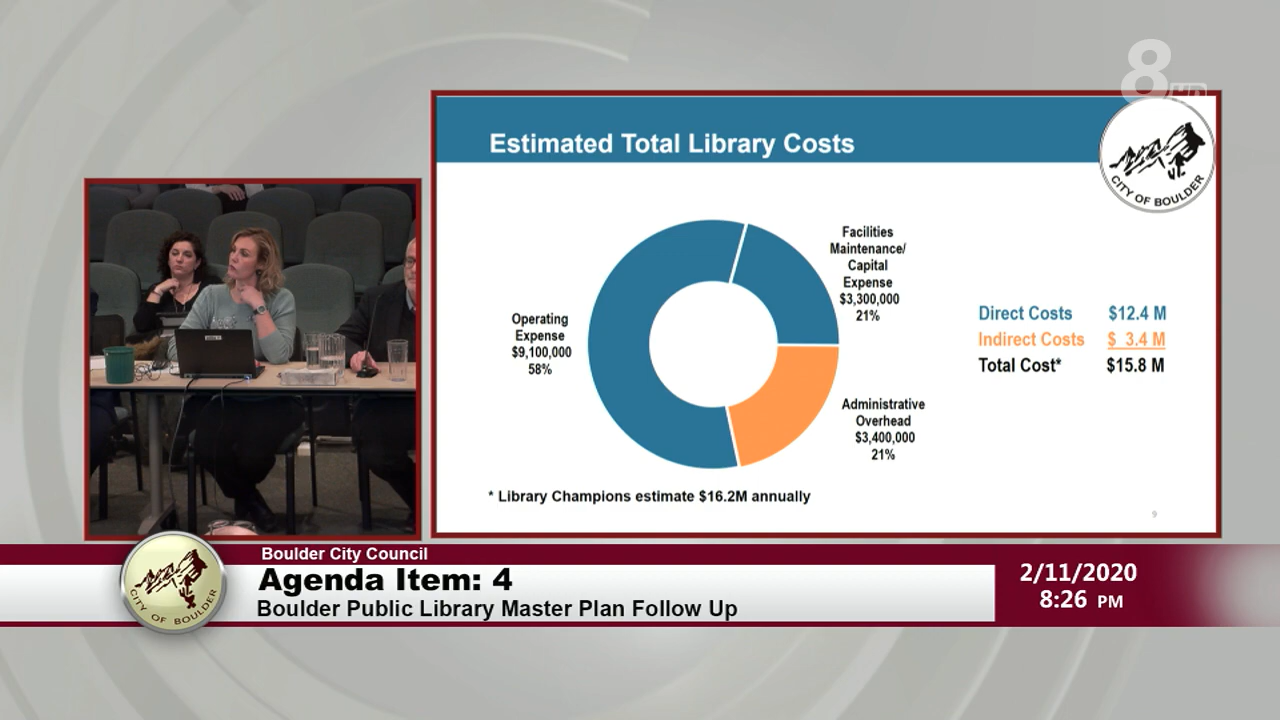 8
HD
Estimated Total Library Costs
CITY OF BOULDER
Facilities
Maintenance/
Capital
Expense
$3,300,000
21%
Operating
Expense
$9,100,000
58%
Direct Costs $12.4 M
Indirect Costs $ 3.4 M
Total Cost* $15.8 M
Administrative
Overhead
$3,400,000
21%
* Library Champions estimate $16.2M annually
9
Boulder City Council
Agenda Item: 4
Boulder Public Library Master Plan Follow Up
CITY OF BOULDER
2/11/2020
8:26 PM